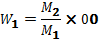 W₁ = M₂/M₁ × 00